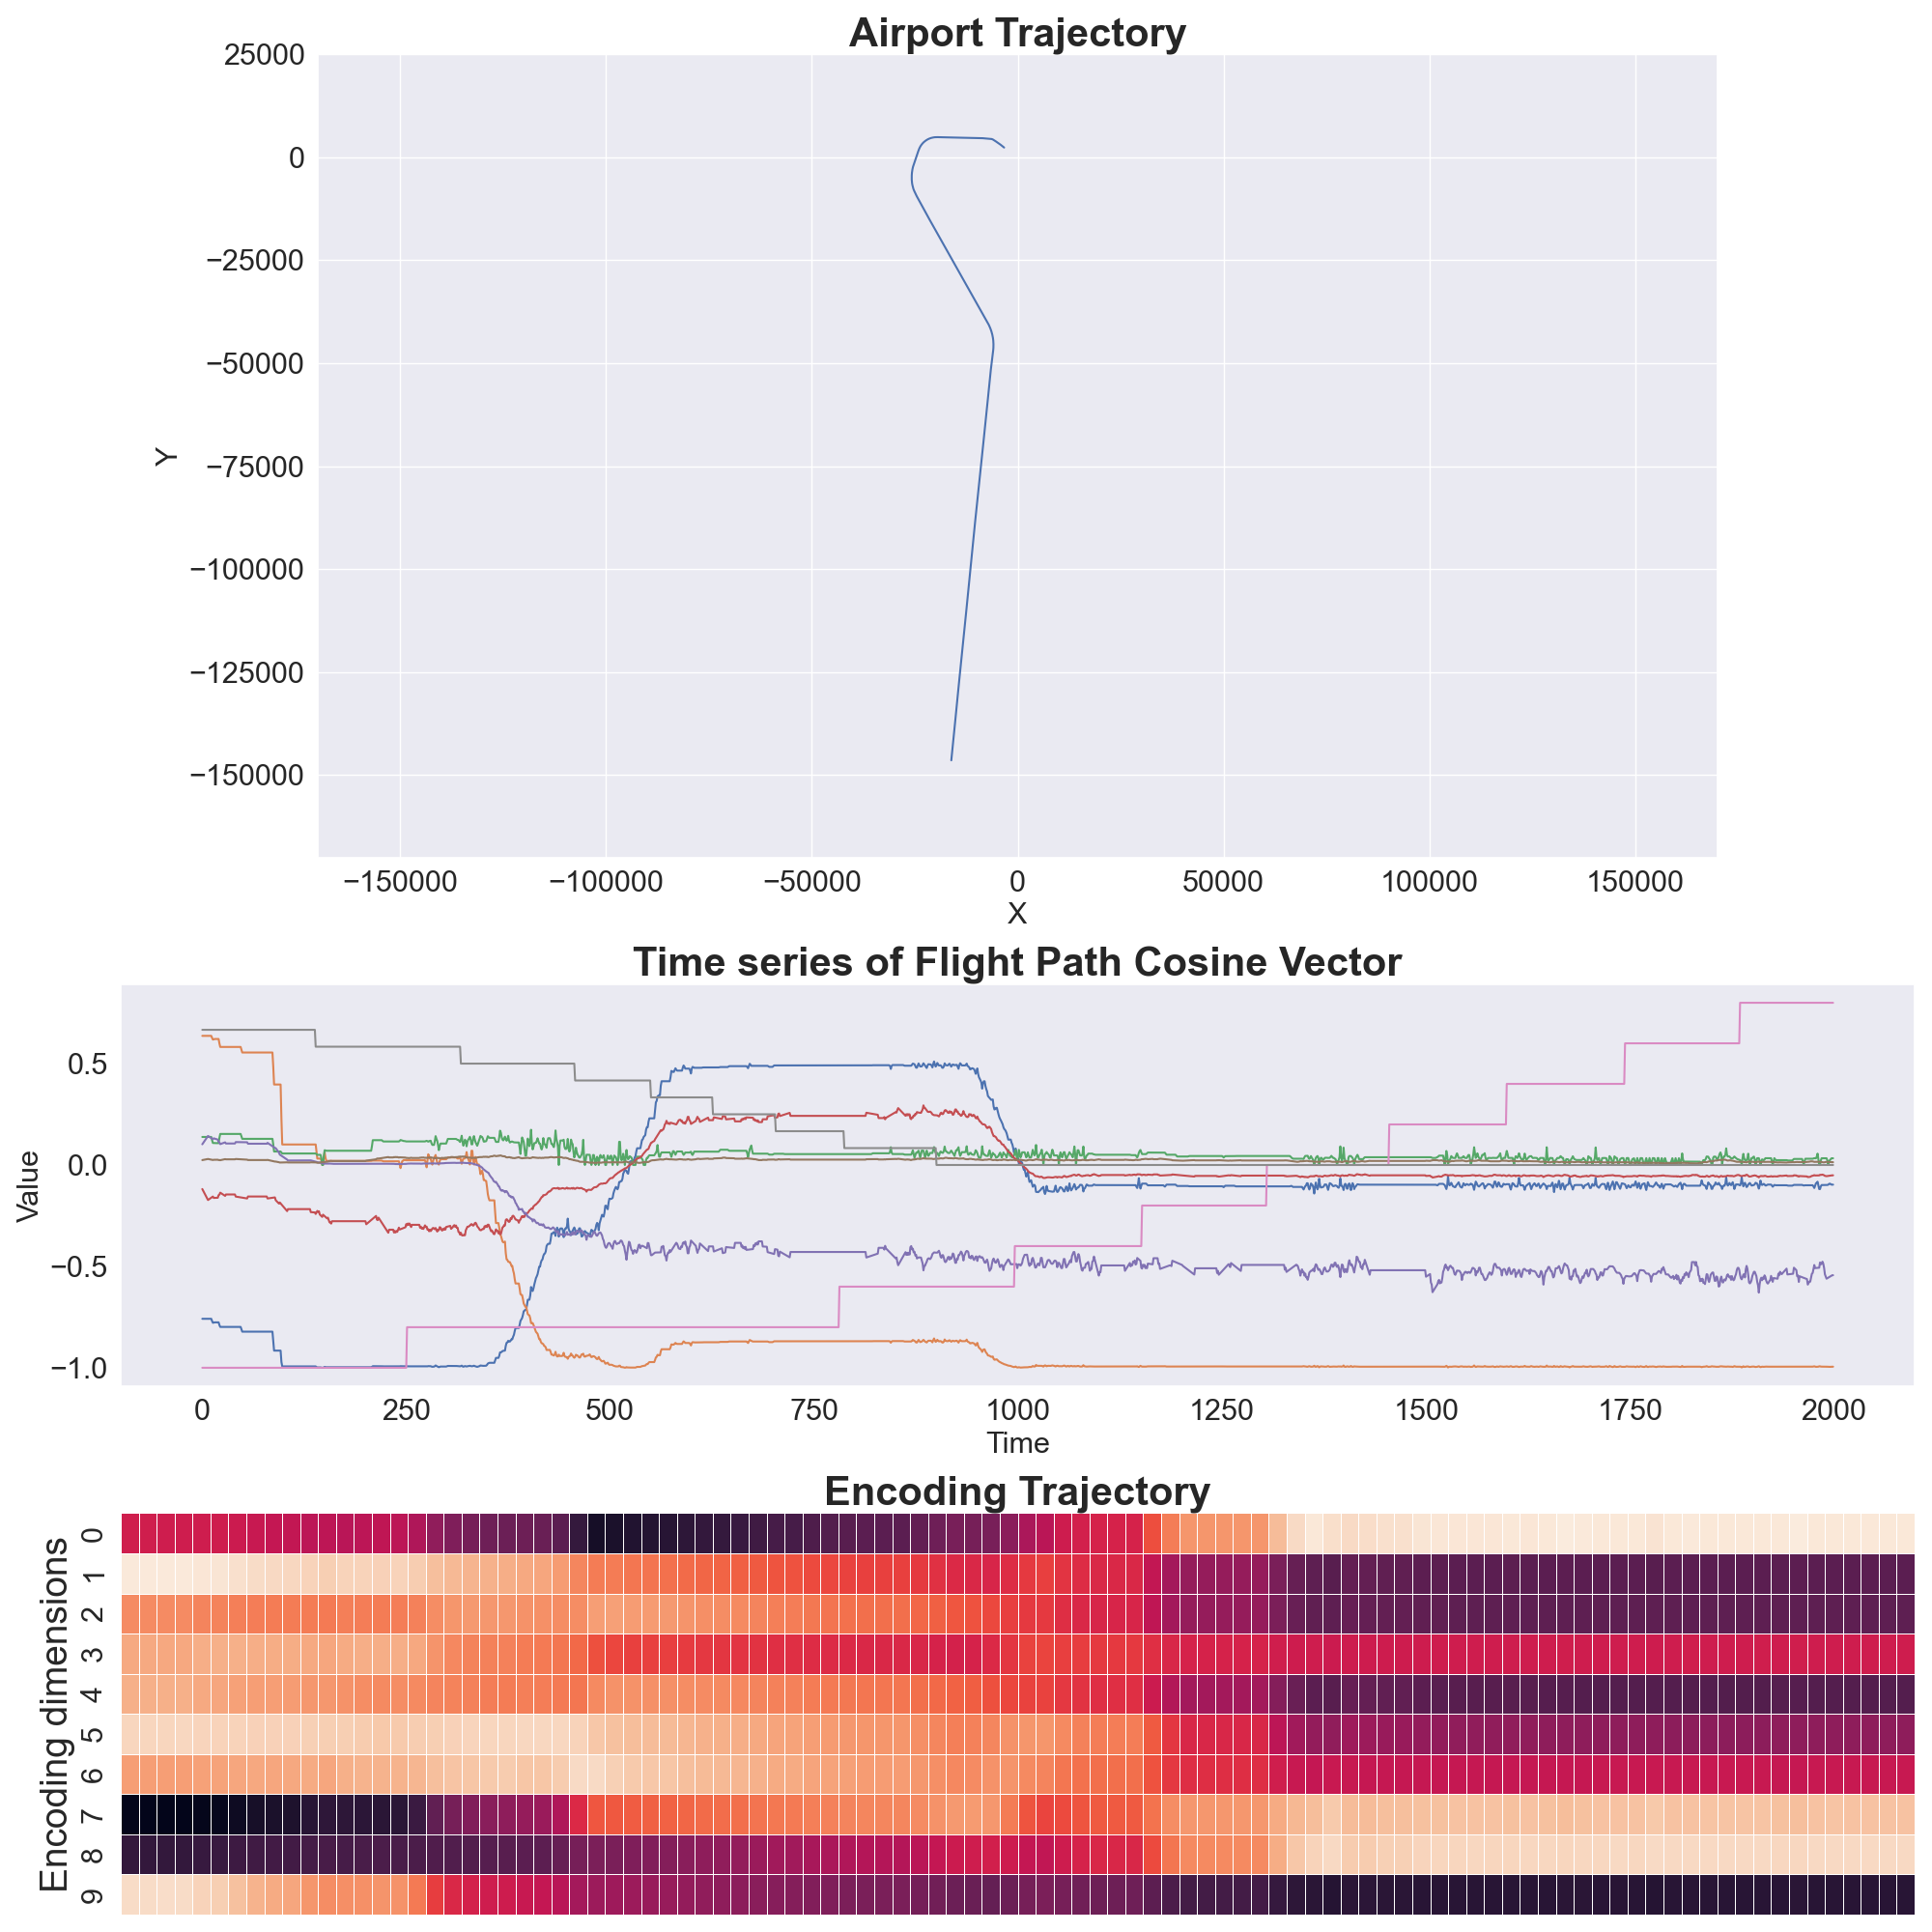 Airport Trajectory
25000
0
−25000
−50000
−75000
−100000
−125000
−150000
Y
−150000 −100000 −50000 0 50000 100000 150000
X
Time series of Flight Path Cosine Vector
0.5
0.0
−0.5
−1.0
Value
0 250 500 750 1000 1250 1500 1750 2000
Time
Encoding Trajectory
Encoding dimensions
0
1
2
3
4
5
6
7
8
9